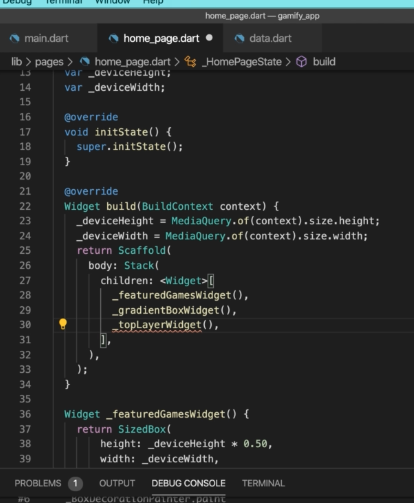 Debug Terminal Window Help
home_page.dart — gamify_app
main.dart home_page.dart data.dart
lib > pages > home_page.dart > _HomePageState > build
13 var _deviceHeight;
14 var _deviceWidth;
15
16 @override
17 void initState() {
18 super.initState();
19 }
20
21 @override
22 Widget build(BuildContext context) {
23 _deviceHeight = MediaQuery.of(context).size.height;
24 _deviceWidth = MediaQuery.of(context).size.width;
25 return Scaffold(
26 body: Stack(
27 children: <Widget>[
28 _featuredGamesWidget(),
29 _gradientBoxWidget(),
30 _topLayerWidget(),
31 ],
32 ),
33 );
34 }
35
36 Widget _featuredGamesWidget() {
37 return SizedBox(
38 height: _deviceHeight * 0.50,
39 width: _deviceWidth,
PROBLEMS 1 OUTPUT DEBUG CONSOLE TERMINAL
#6 _BoxDecorationPainter.paint